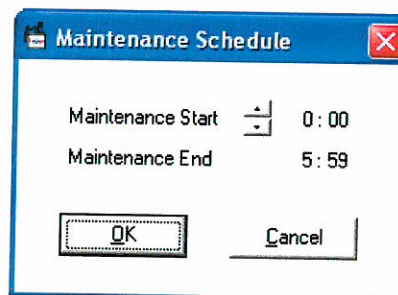 Maintenance Schedule
Maintenance Start 0 : 00
Maintenance End 5 : 59
OK Cancel